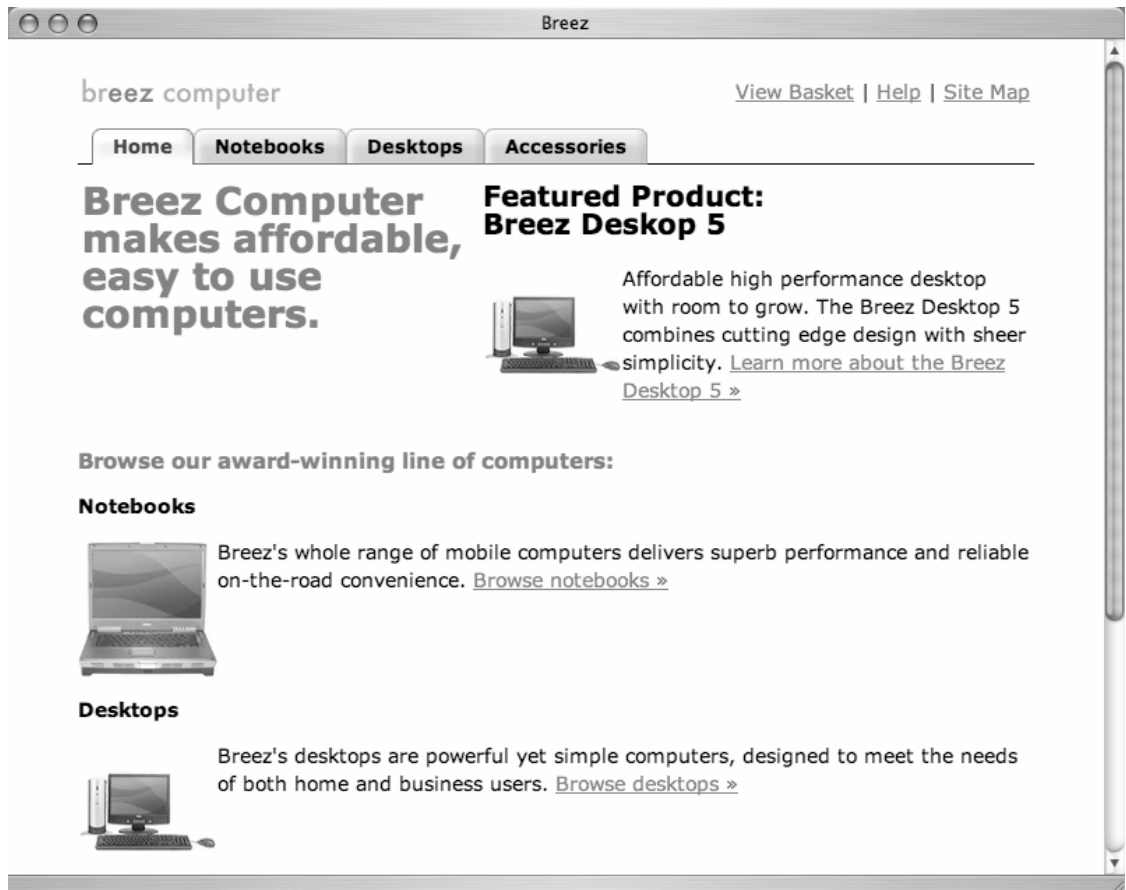 Breez
breez computer
View Basket | Help | Site Map
Home Notebooks Desktops Accessories
Breez Computer
makes affordable,
easy to use
computers.
Featured Product:
Breez Deskop 5
Affordable high performance desktop
with room to grow. The Breez Desktop 5
combines cutting edge design with sheer
simplicity. Learn more about the Breez
Desktop 5 »
Browse our award-winning line of computers:
Notebooks
Breez's whole range of mobile computers delivers superb performance and reliable
on-the-road convenience. Browse notebooks »
Desktops
Breez's desktops are powerful yet simple computers, designed to meet the needs
of both home and business users. Browse desktops »